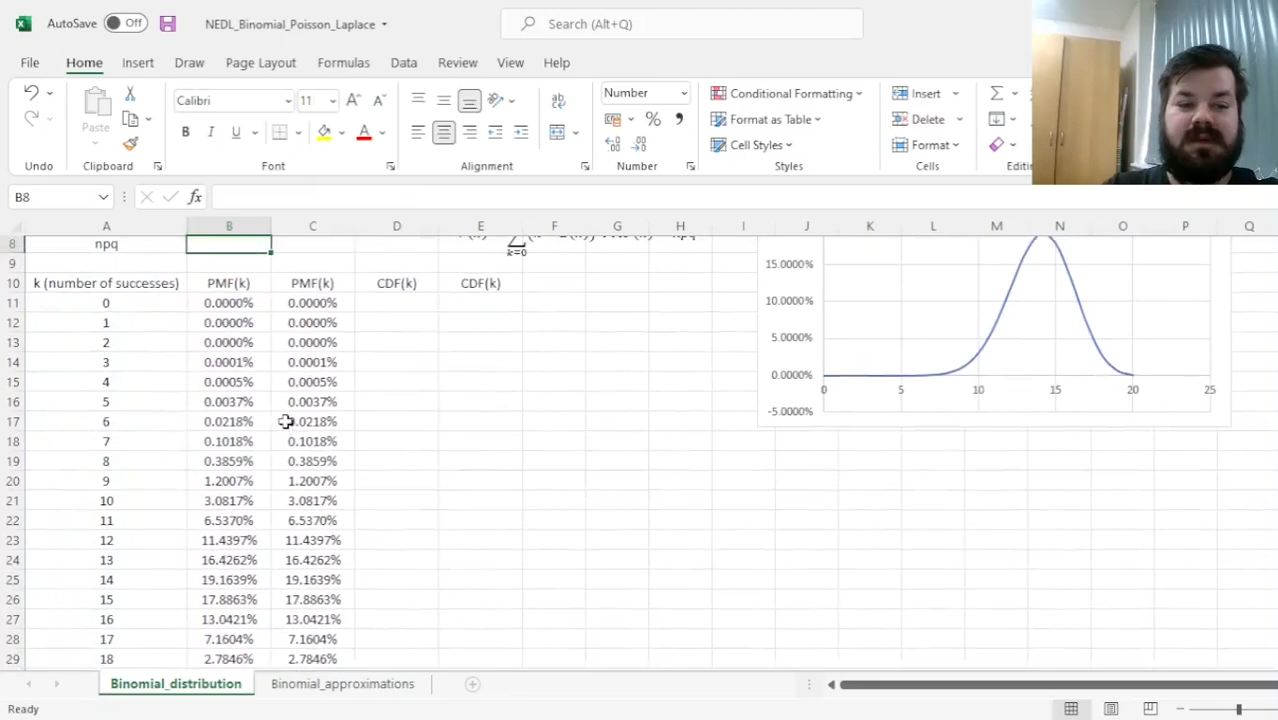 AutoSave Off NEDL_Binomial_Poisson_Laplace Search (Alt+Q)
File Home Insert Draw Page Layout Formulas Data Review View Help
Calibri 11 Number Conditional Formatting Insert
Paste Format as Table Delete
B I U A % Cell Styles Format
Undo Clipboard Font Alignment Number Styles Cells
B8 fx
A B C D E F G H I J K L M N O P Q
8 npq
9
10 k (number of successes) PMF(k) PMF(k) CDF(k) CDF(k)
11 0 0.0000% 0.0000%
12 1 0.0000% 0.0000%
13 2 0.0000% 0.0000%
14 3 0.0001% 0.0001%
15 4 0.0005% 0.0005%
16 5 0.0037% 0.0037%
17 6 0.0218% .0218%
18 7 0.1018% 0.1018%
19 8 0.3859% 0.3859%
20 9 1.2007% 1.2007%
21 10 3.0817% 3.0817%
22 11 6.5370% 6.5370%
23 12 11.4397% 11.4397%
24 13 16.4262% 16.4262%
25 14 19.1639% 19.1639%
26 15 17.8863% 17.8863%
27 16 13.0421% 13.0421%
28 17 7.1604% 7.1604%
29 18 2.7846% 2.7846%
k=0
15.0000%
10.0000%
5.0000%
0.0000%
0 5 10 15 20 25
-5.0000%
Binomial_distribution Binomial_approximations
Ready